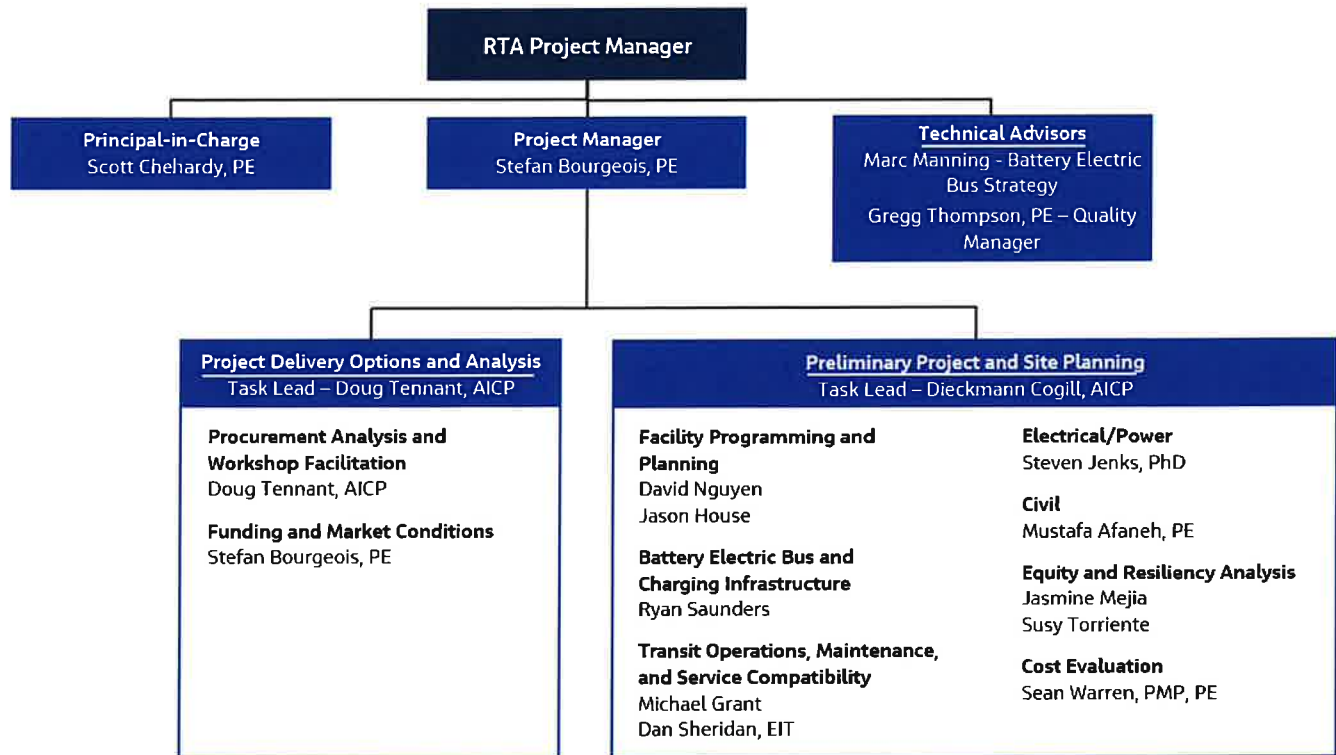 RTA Project Manager
Principal-in-Charge
Scott Chehardy, PE
Project Manager
Stefan Bourgeois, PE
Technical Advisors
Marc Manning - Battery Electric
Bus Strategy
Gregg Thompson, PE – Quality
Manager
Project Delivery Options and Analysis
Task Lead – Doug Tennant, AICP
Procurement Analysis and
Workshop Facilitation
Doug Tennant, AICP
Funding and Market Conditions
Stefan Bourgeois, PE
Preliminary Project and Site Planning
Task Lead – Dieckmann Cogill, AICP
Facility Programming and
Planning
David Nguyen
Jason House
Battery Electric Bus and
Charging Infrastructure
Ryan Saunders
Transit Operations, Maintenance,
and Service Compatibility
Michael Grant
Dan Sheridan, EIT
Electrical/Power
Steven Jenks, PhD
Civil
Mustafa Afaneh, PE
Equity and Resiliency Analysis
Jasmine Mejia
Susy Torriente
Cost Evaluation
Sean Warren, PMP, PE